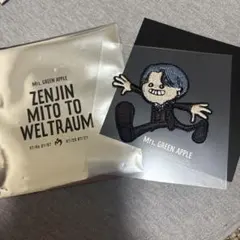 Mrs. GREEN APPLE
ZENJIN
MITO TO
WELTRAUM
Mrs. GREEN APPLE